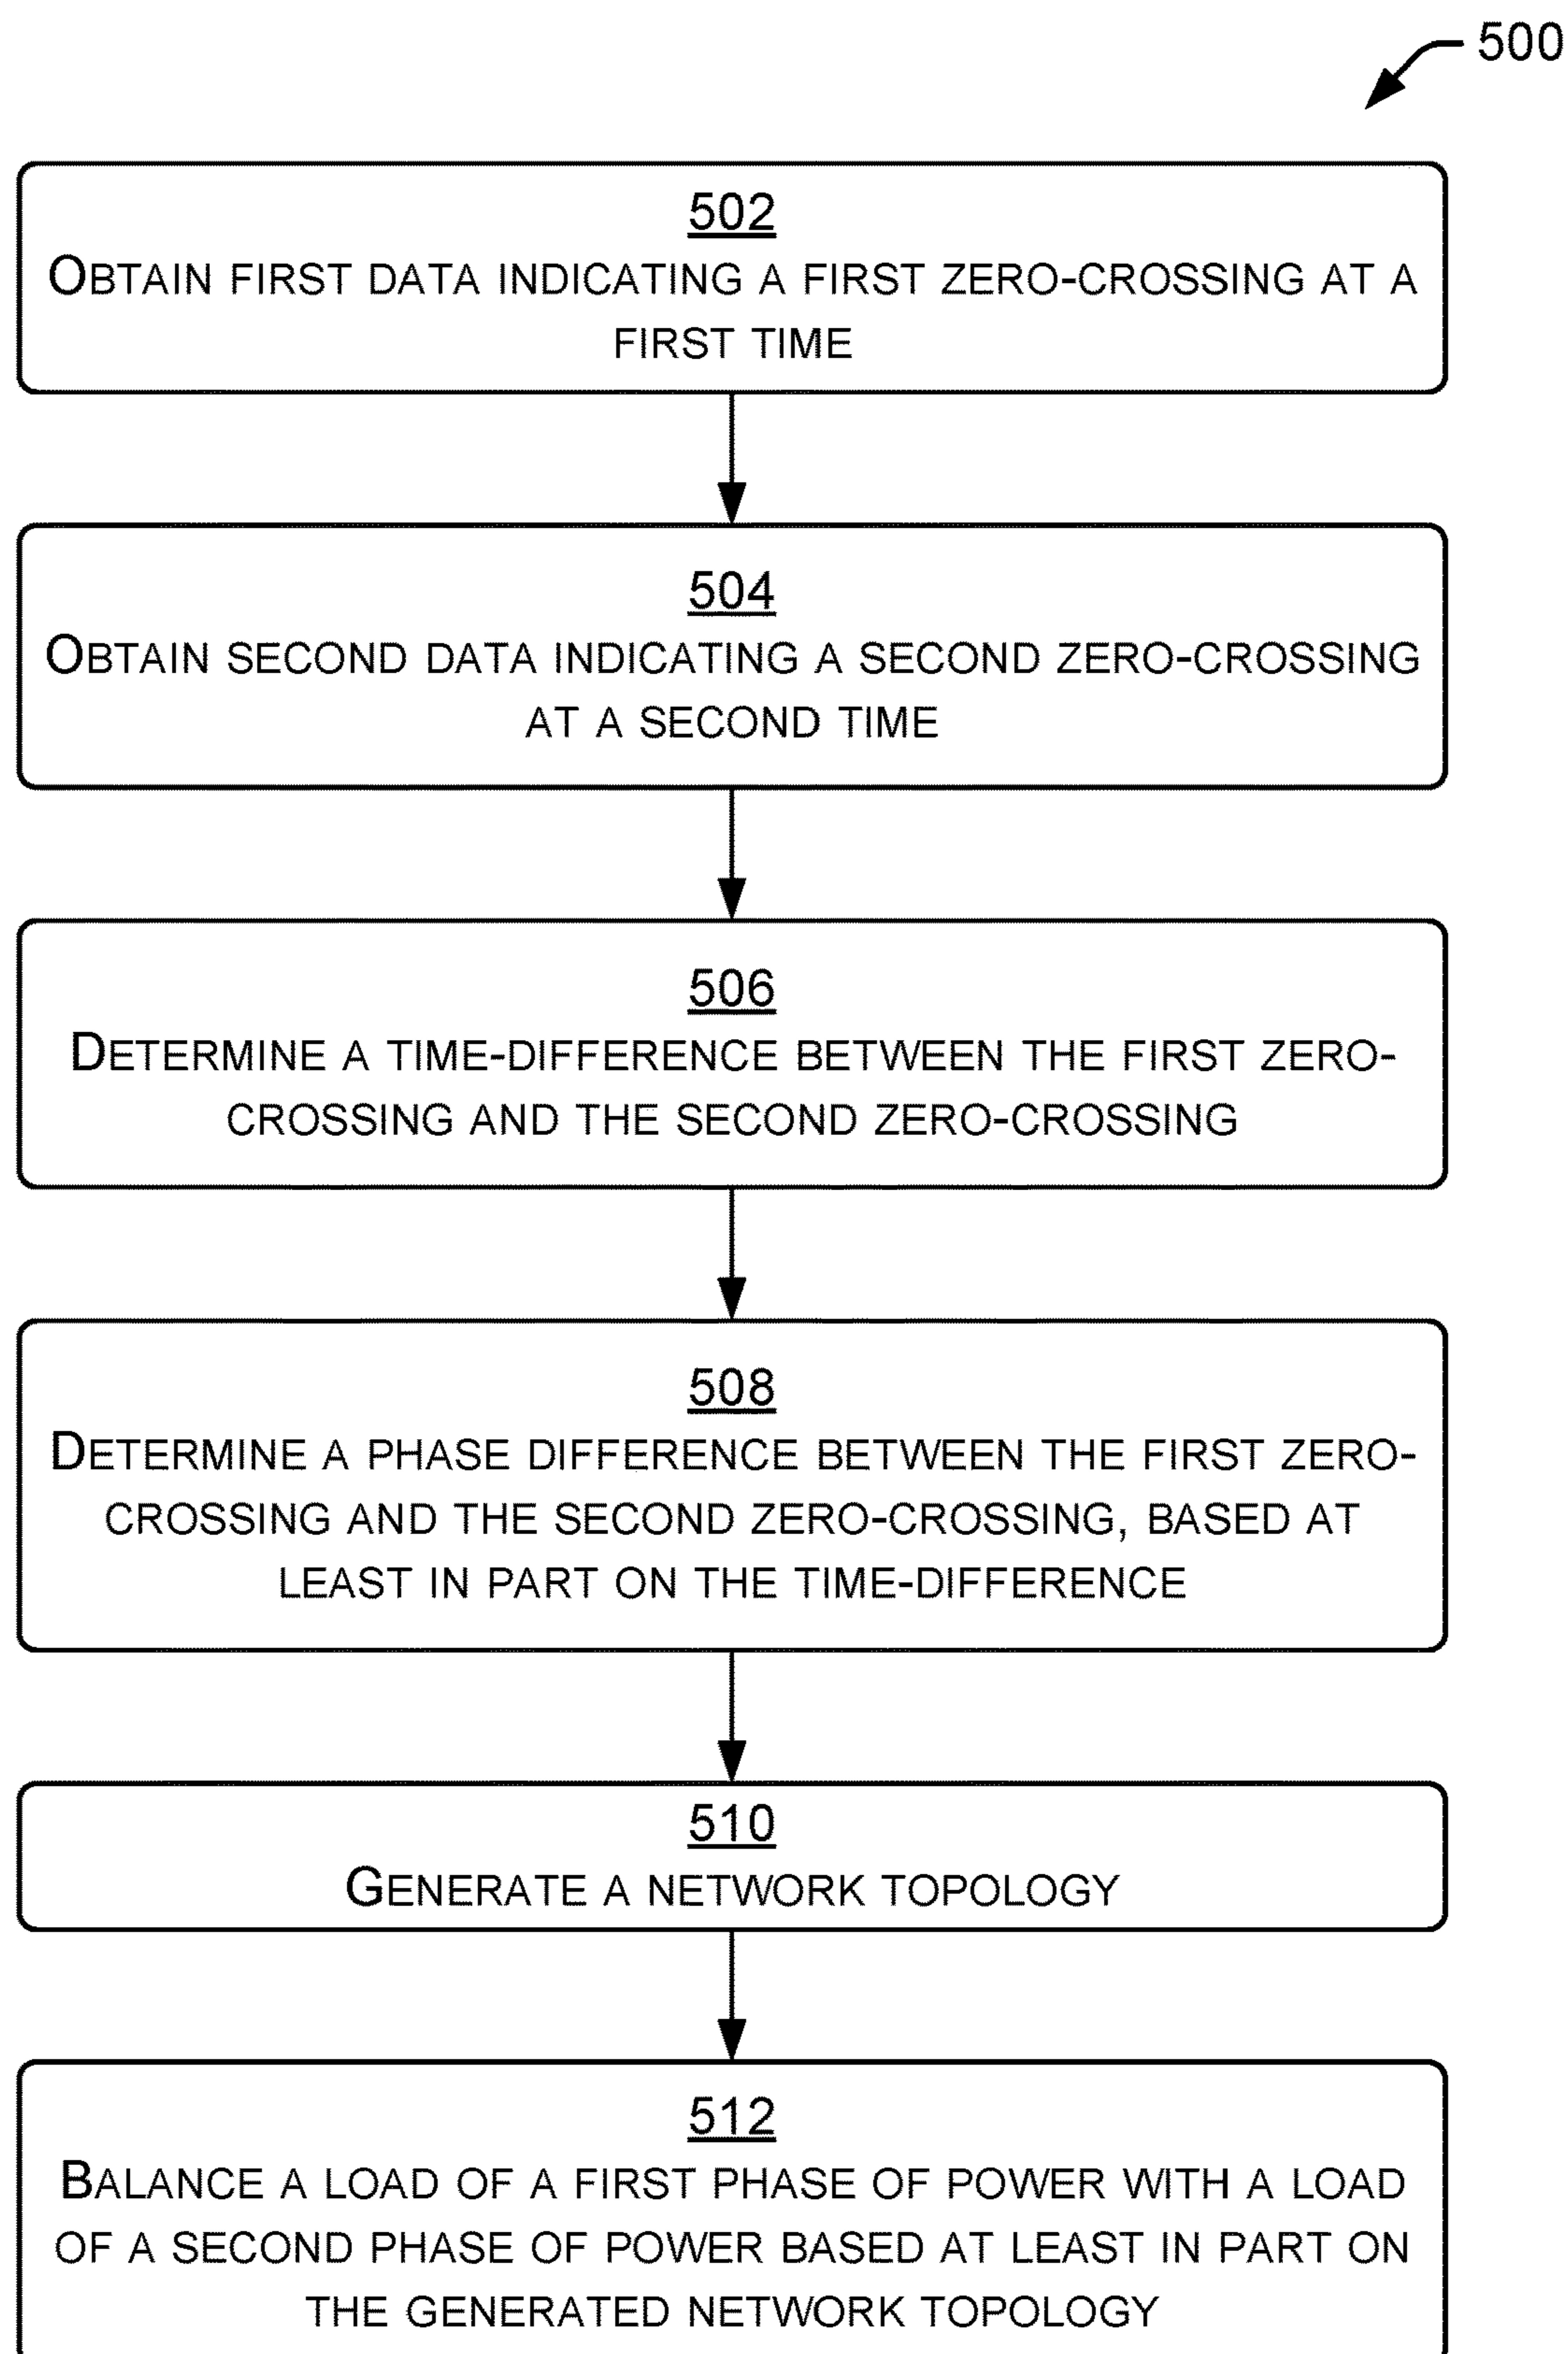 500
502
OBTAIN FIRST DATA INDICATING A FIRST ZERO-CROSSING AT A
FIRST TIME
504
OBTAIN SECOND DATA INDICATING A SECOND ZERO-CROSSING
AT A SECOND TIME
506
DETERMINE A TIME-DIFFERENCE BETWEEN THE FIRST ZERO-
CROSSING AND THE SECOND ZERO-CROSSING
508
DETERMINE A PHASE DIFFERENCE BETWEEN THE FIRST ZERO-
CROSSING AND THE SECOND ZERO-CROSSING, BASED AT
LEAST IN PART ON THE TIME-DIFFERENCE
510
GENERATE A NETWORK TOPOLOGY
512
BALANCE A LOAD OF A FIRST PHASE OF POWER WITH A LOAD
OF A SECOND PHASE OF POWER BASED AT LEAST IN PART ON
THE GENERATED NETWORK TOPOLOGY